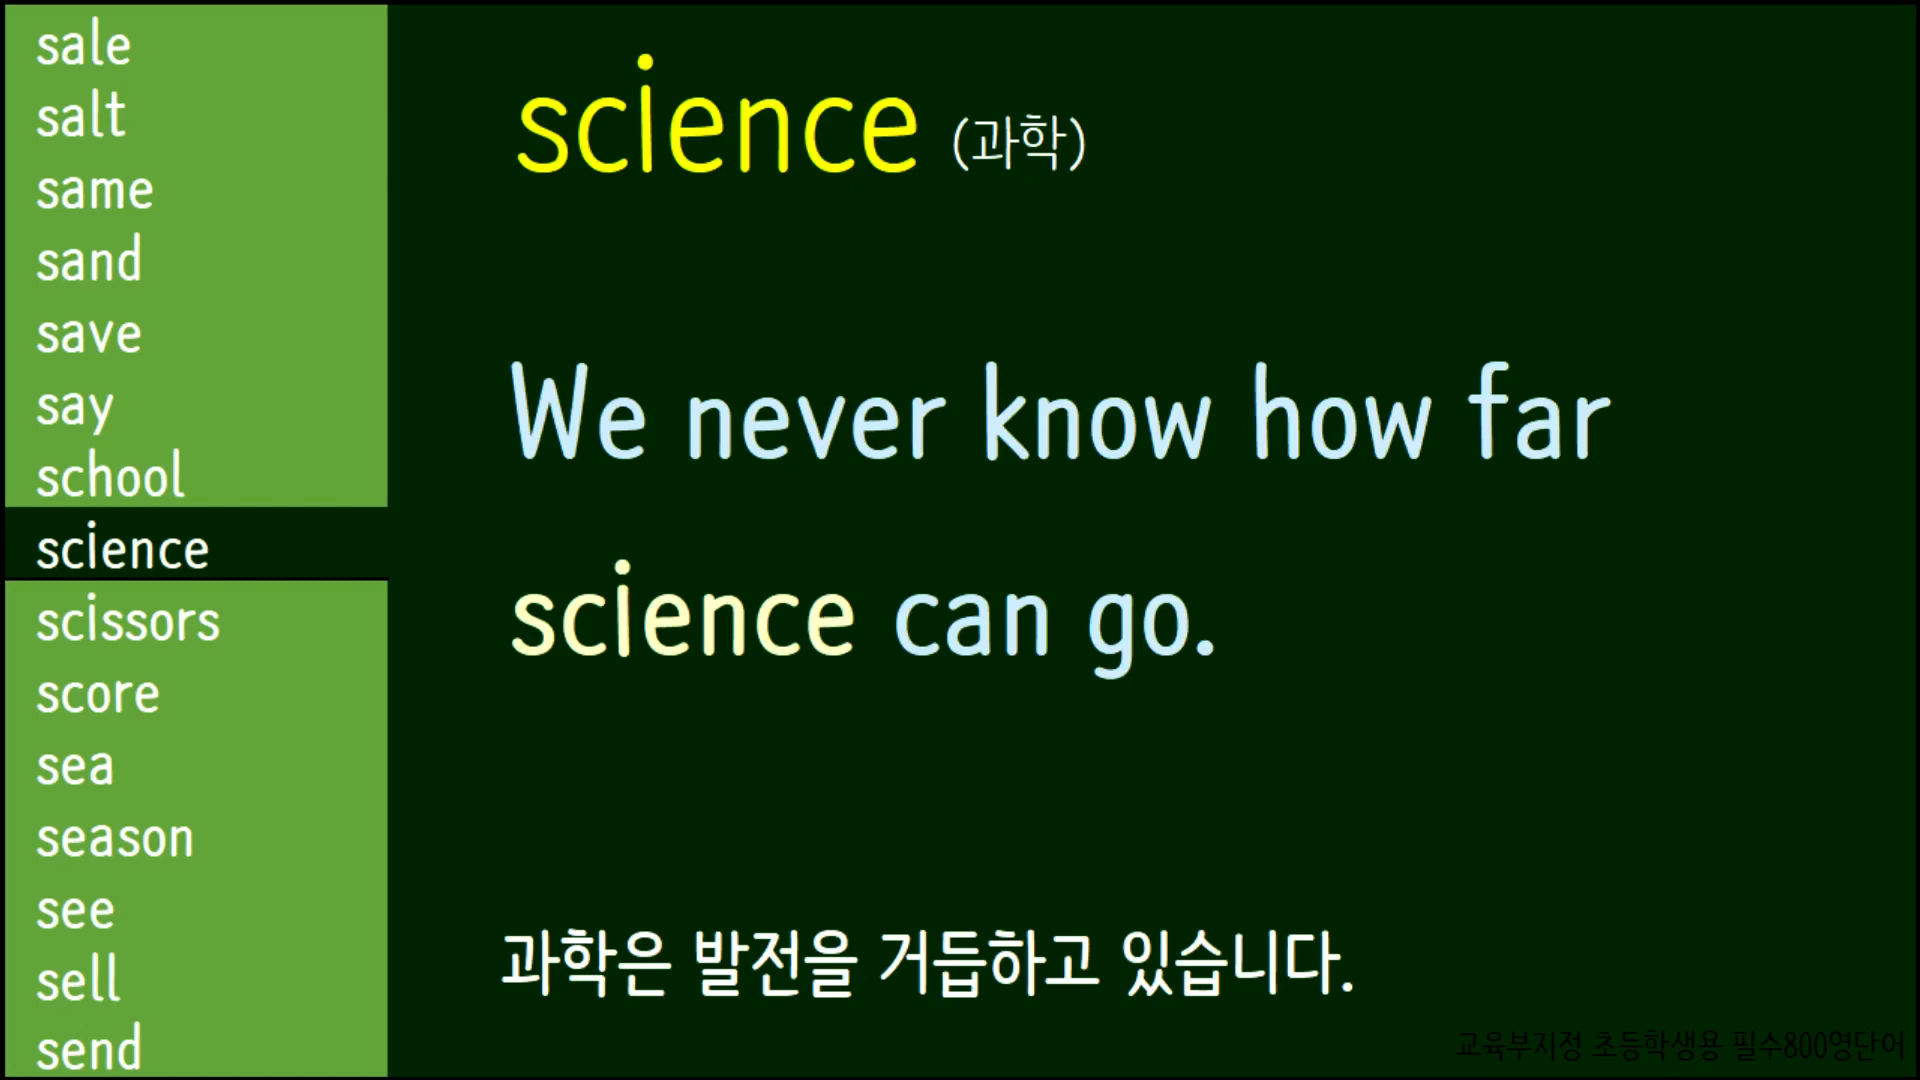 sale
salt
same
sand
save
say
school
science
scissors
score
sea
season
see
sell
send
science (과학)
We never know how far
science can go.
과학은 발전을 거듭하고 있습니다.
교육부지정 초등학생용 필수800영단어